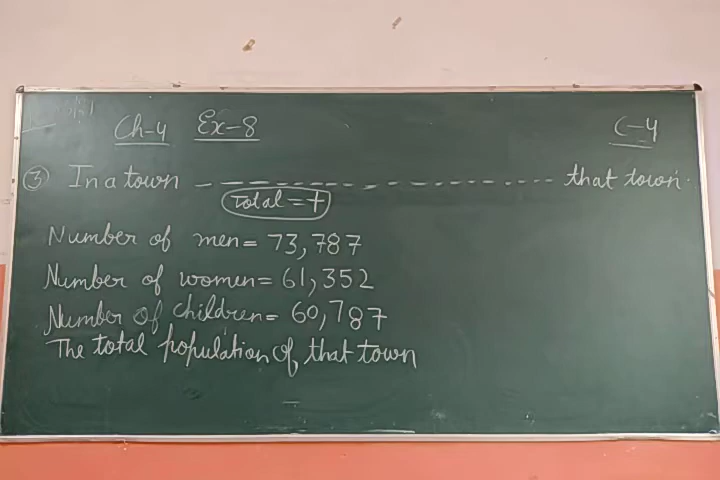 Ch-4 Ex-8 C-4
③ In a town - - - - - - - - - - - - - - - - - - - - that town.
Total = +
Number of men = 73,787
Number of women = 61,352
Number of children = 60,787
The total population of that town